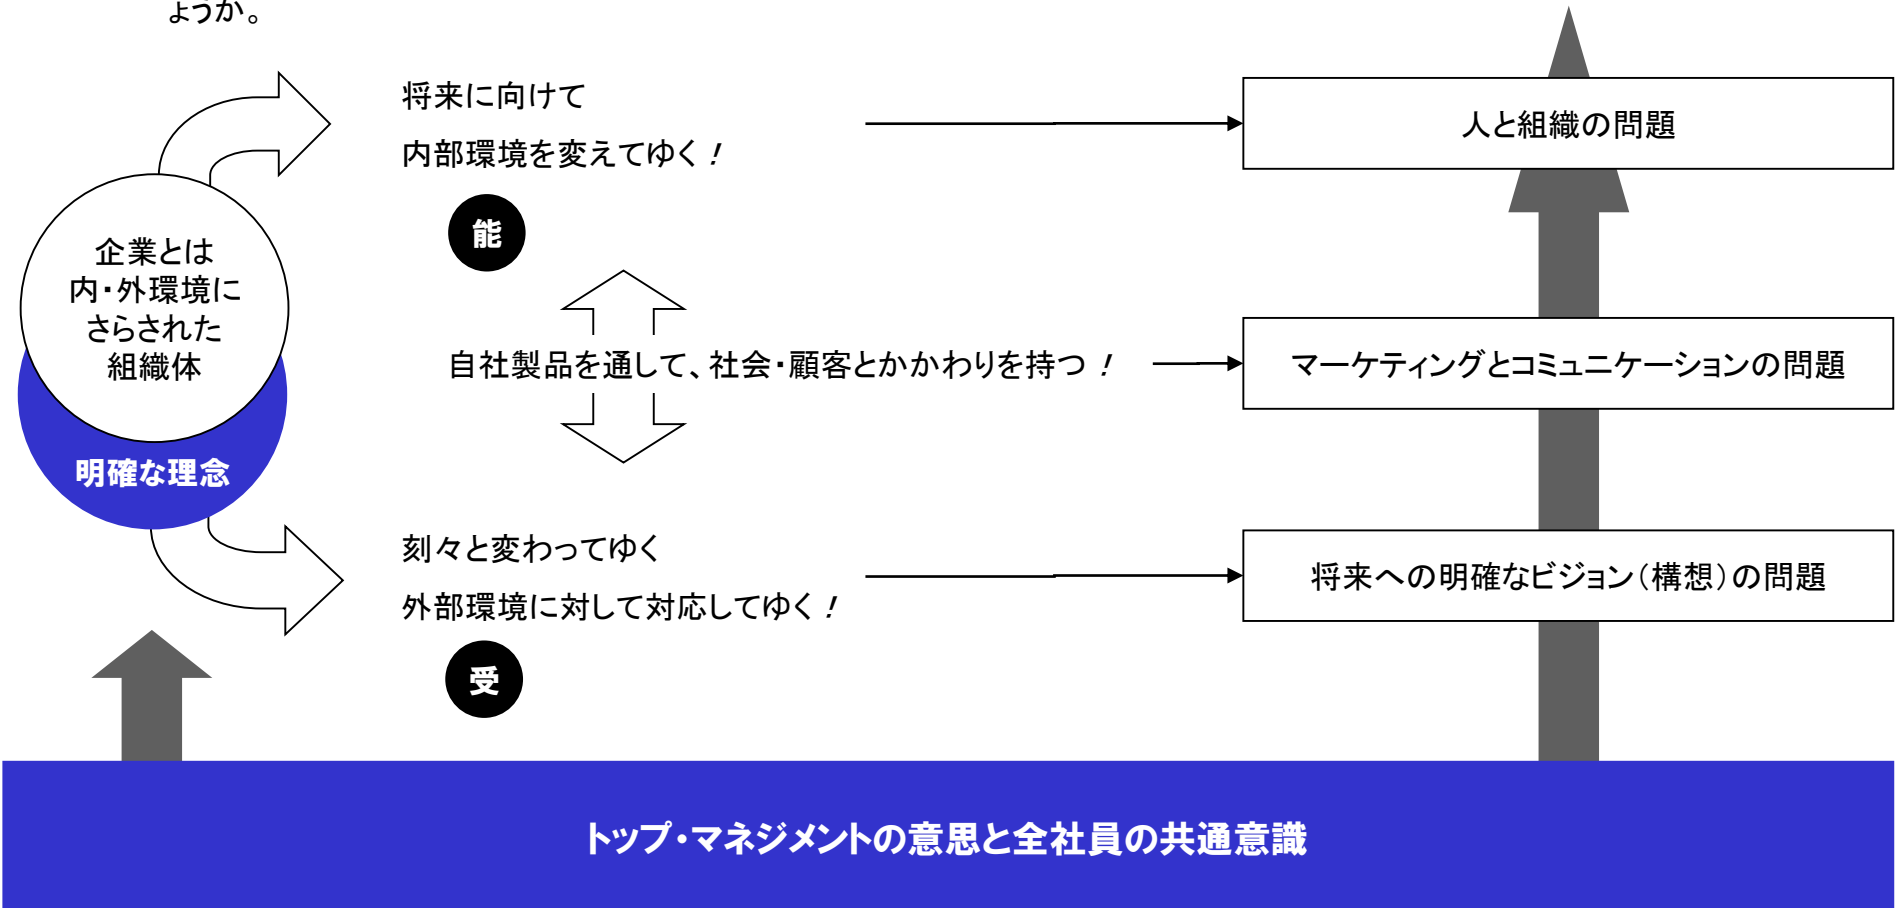 ょうか。
将来に向けて
内部環境を変えてゆく！
人と組織の問題
能
企業とは
内・外環境に
さらされた
組織体
自社製品を通して、社会・顧客とかかわりを持つ！
マーケティングとコミュニケーションの問題
明確な理念
刻々と変わってゆく
外部環境に対して対応してゆく！
将来への明確なビジョン（構想）の問題
受
トップ・マネジメントの意思と全社員の共通意識